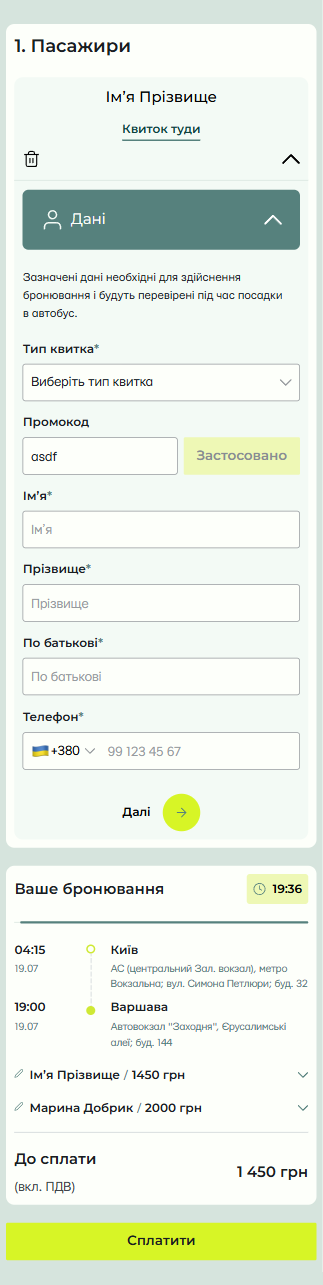 1. Пасажири
Ім’я Прізвище
Квиток туди
Дані
Зазначені дані необхідні для здійснення
бронювання і будуть перевірені під час посадки
в автобус.
Тип квитка*
Виберіть тип квитка
Промокод
asdf
Застосовано
Ім’я*
Ім’я
Прізвище*
Прізвище
По батькові*
По батькові
Телефон*
+380 99 123 45 67
Далі
Ваше бронювання
19:36
04:15 Київ
19.07 АС (центральний Зал. вокзал), метро
Вокзальна; вул. Симона Петлюри; буд. 32
19:00 Варшава
19.07 Автовокзал "Заходня", Єрусалимські
алеї; буд. 144
Ім’я Прізвище / 1450 грн
Марина Добрик / 2000 грн
До сплати
1 450 грн
(вкл. ПДВ)
Сплатити